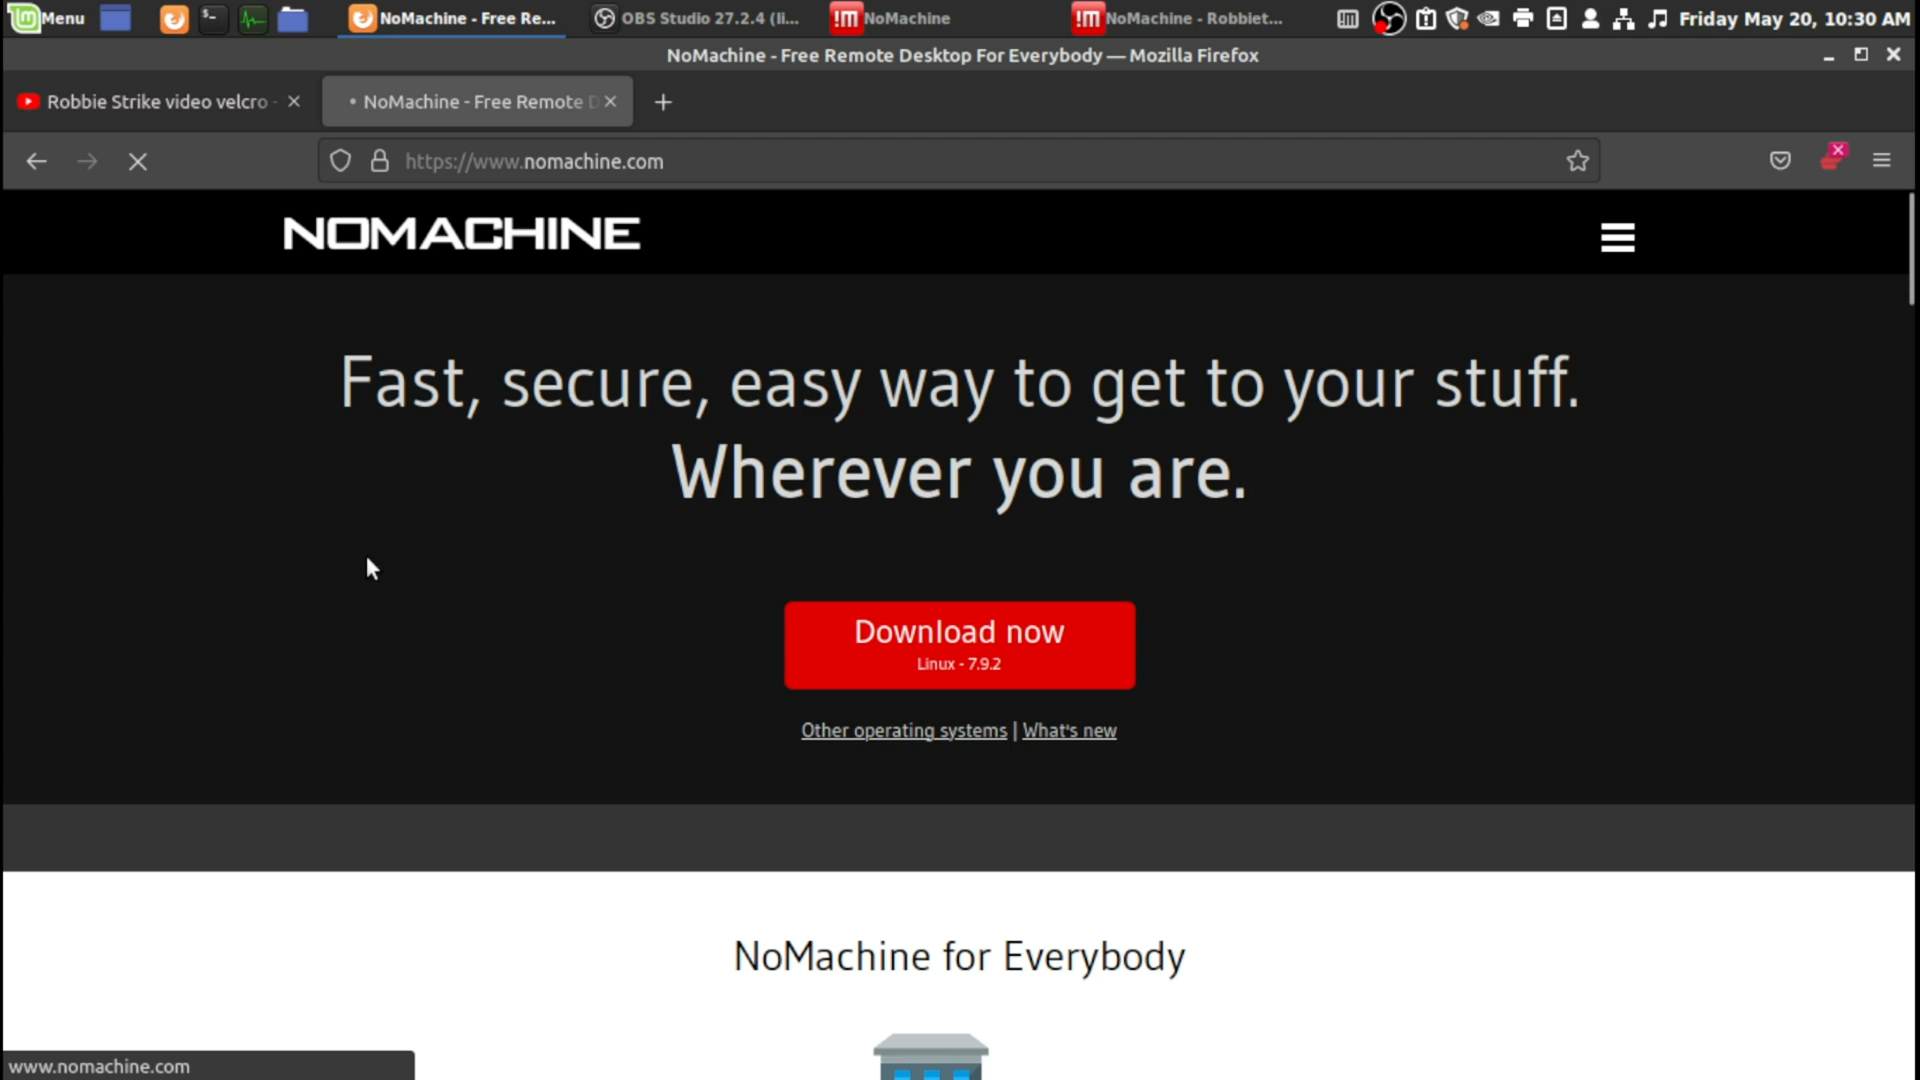 Menu
NoMachine - Free Re...
OBS Studio 27.2.4 (li...
!M NoMachine
!M NoMachine - Robbiet...
Friday May 20, 10:30 AM
NoMachine - Free Remote Desktop For Everybody — Mozilla Firefox
Robbie Strike video velcro -
NoMachine - Free Remote D
https://www.nomachine.com
NOMACHINE
Fast, secure, easy way to get to your stuff.
Wherever you are.
Download now
Linux - 7.9.2
Other operating systems | What's new
NoMachine for Everybody
www.nomachine.com